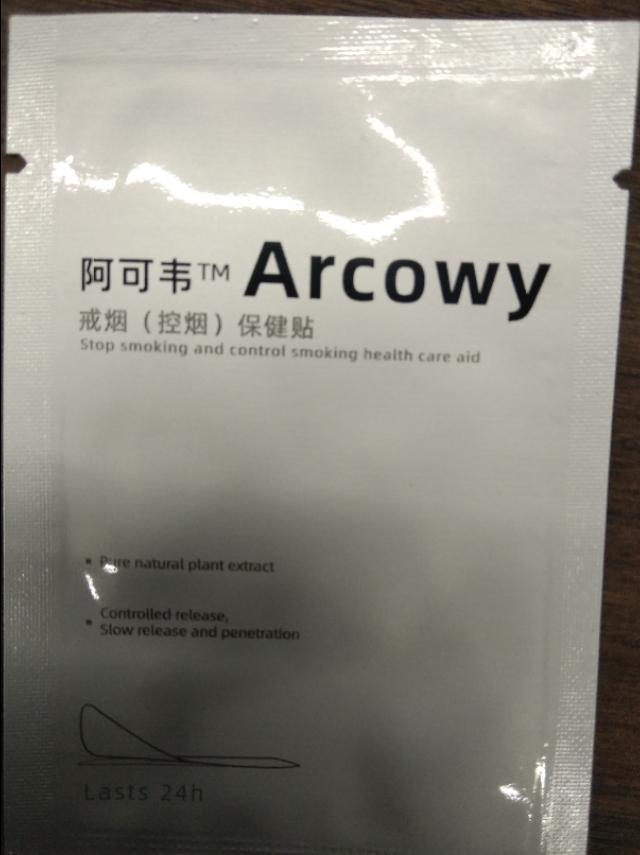 阿可韦™ Arcowy
戒烟（控烟）保健贴
Stop smoking and control smoking health care aid
▪ Pure natural plant extract
▪ Controlled release,
Slow release and penetration
Lasts 24h